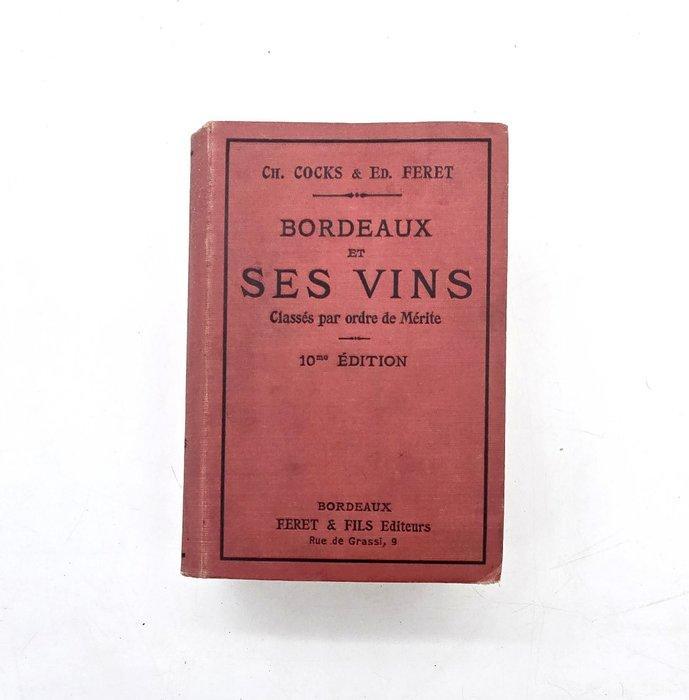 CH. COCKS & ED. FERET
BORDEAUX
ET
SES VINS
Classés par ordre de Mérite
10me ÉDITION
BORDEAUX
FERET & FILS Editeurs
Rue de Grassi, 9